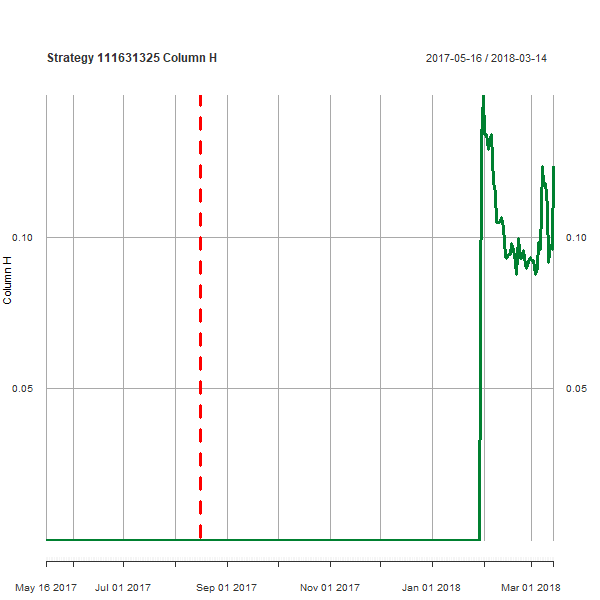 Strategy 111631325 Column H 2017-05-16 / 2018-03-14
0.10 0.10
Column H
0.05 0.05
May 16 2017 Jul 01 2017 Sep 01 2017 Nov 01 2017 Jan 01 2018 Mar 01 2018